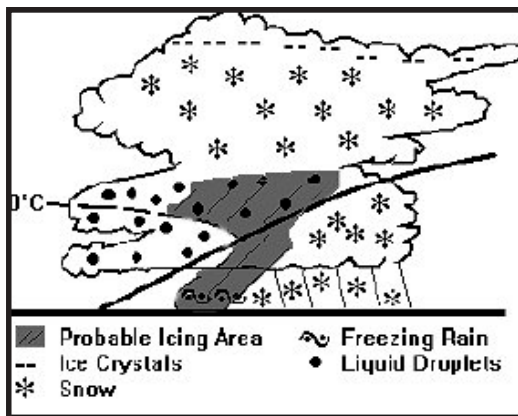 0°C
Probable Icing Area
Freezing Rain
Ice Crystals
Liquid Droplets
Snow